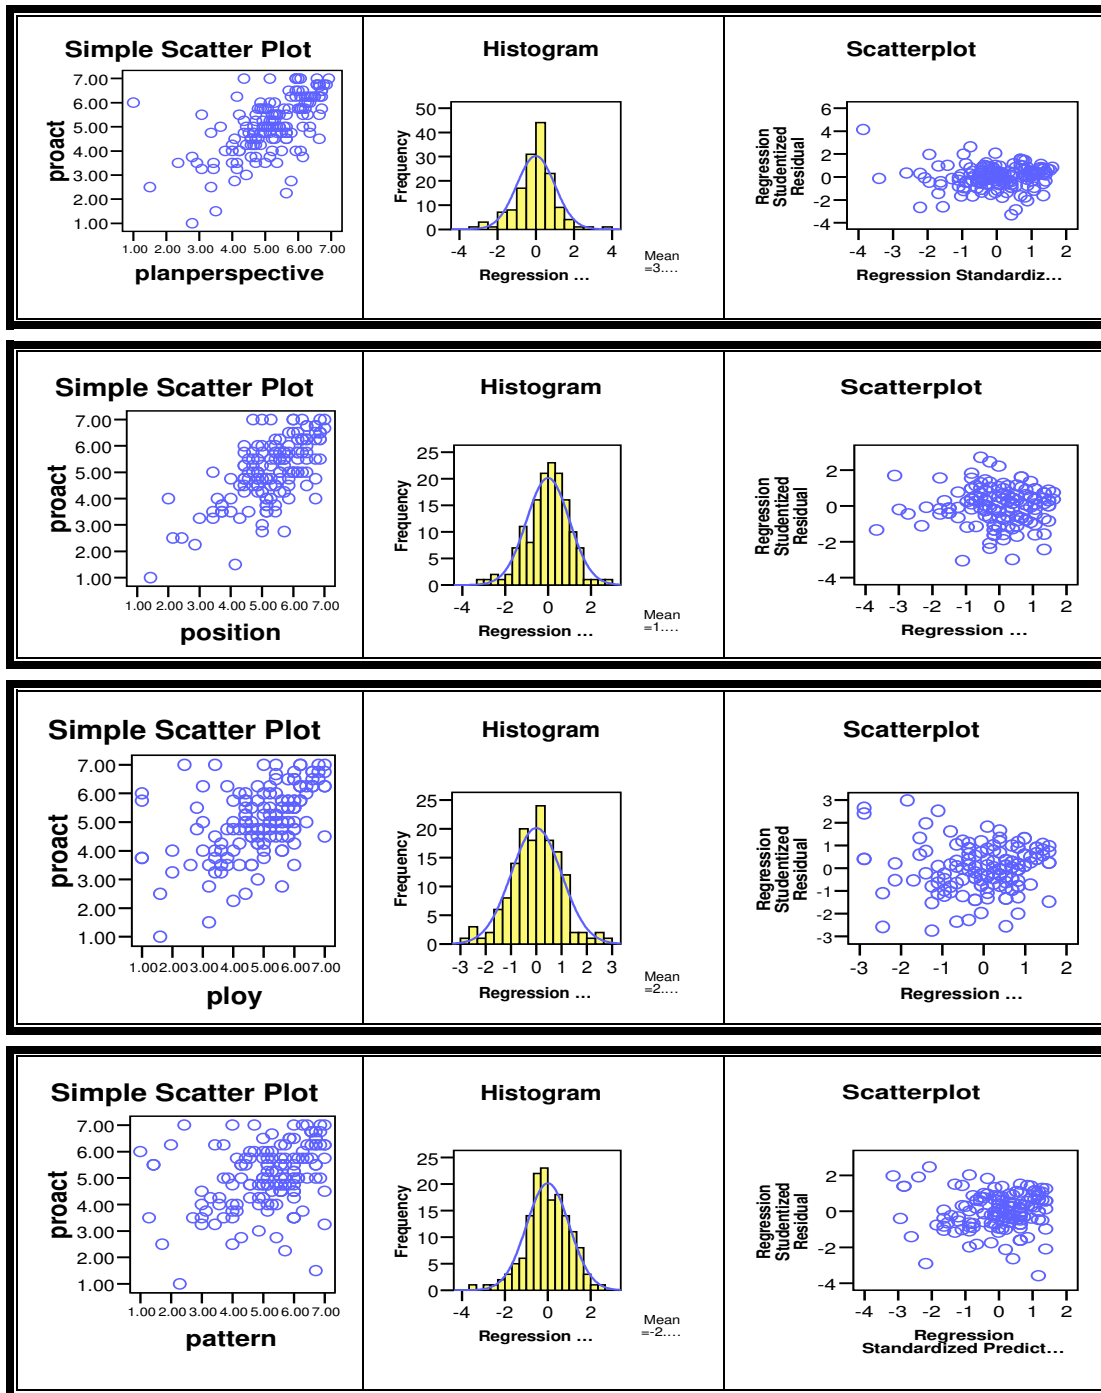 Simple Scatter Plot
proact
7.00
6.00
5.00
4.00
3.00
2.00
1.00
1.00 2.00 3.00 4.00 5.00 6.00 7.00
planperspective
Histogram
Frequency
50
40
30
20
10
0
-4 -2 0 2 4
Regression ...
Mean
=3....
Scatterplot
Regression
Studentized
Residual
6
4
2
0
-2
-4
-4 -3 -2 -1 0 1 2
Regression Standardiz...
Simple Scatter Plot
proact
7.00
6.00
5.00
4.00
3.00
2.00
1.00
1.00 2.00 3.00 4.00 5.00 6.00 7.00
position
Histogram
Frequency
25
20
15
10
5
0
-4 -2 0 2
Regression ...
Mean
=1....
Scatterplot
Regression
Studentized
Residual
2
0
-2
-4
-4 -3 -2 -1 0 1 2
Regression ...
Simple Scatter Plot
proact
7.00
6.00
5.00
4.00
3.00
2.00
1.00
1.00 2.00 3.00 4.00 5.00 6.00 7.00
ploy
Histogram
Frequency
25
20
15
10
5
0
-3 -2 -1 0 1 2 3
Regression ...
Mean
=2....
Scatterplot
Regression
Studentized
Residual
3
2
1
0
-1
-2
-3
-3 -2 -1 0 1 2
Regression ...
Simple Scatter Plot
proact
7.00
6.00
5.00
4.00
3.00
2.00
1.00
1.00 2.00 3.00 4.00 5.00 6.00 7.00
pattern
Histogram
Frequency
25
20
15
10
5
0
-4 -2 0 2 4
Regression ...
Mean
=-2....
Scatterplot
Regression
Studentized
Residual
2
0
-2
-4
-4 -3 -2 -1 0 1 2
Regression
Standardized Predict...